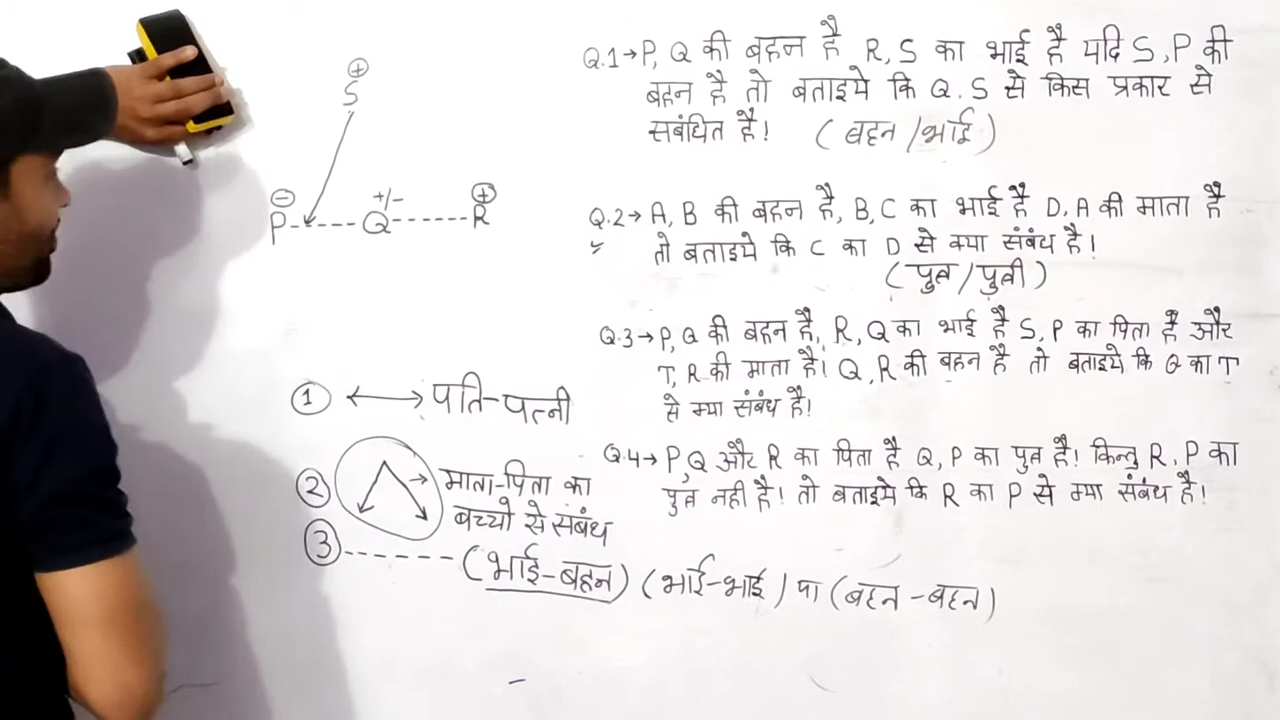 Q.1→ P, Q की बहन है R, S का भाई है यदि S, P की
बहन है तो बताइये कि Q. S से किस प्रकार से
सबंधित है! (बहन/भाई)
Q.2→ A, B की बहन है, B, C का भाई है D, A की माता है
तो बताइये कि C का D से क्या संबंध है!
(पुत्र/पुत्री)
Q.3→ P, Q की बहन है, R, Q का भाई है S, P का पिता है और
T, R की माता है! Q, R की बहन है तो बताइये कि Q का T
से क्या संबंध है!
Q.4→ P, Q और R का पिता है Q, P का पुत्र है! किन्तु R, P का
पुत्र नही है! तो बताइये कि R का P से क्या संबंध है!
+
S
- +/- +
P-----Q------R
1 ↔ पति-पत्नी
2 → माता-पिता का
बच्चो से संबंध
3 ------ (भाई-बहन) (भाई-भाई) या (बहन-बहन)